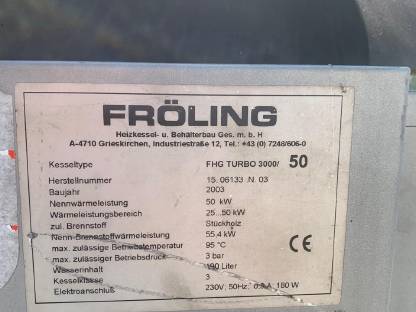 FRÖLING
Heizkessel- u. Behälterbau Ges. m. b. H
A-4710 Grieskirchen, Industriestraße 12, Tel.: +43 (0) 7248/606-0
Kesseltype FHG TURBO 3000/ 50
Herstellnummer 15. 06133 .N. 03
Baujahr 2003
Nennwärmeleistung 50 kW
Wärmeleistungsbereich 25...50 kW
zul. Brennstoff Stückholz
Nenn-Brennstoffwärmeleistung 55,4 kW
max. zulässige Betriebstemperatur 95 °C
max. zulässiger Betriebsdruck 3 bar
Wasserinhalt 190 Liter
Kesselklasse 3
Elektroanschluß 230V, 50Hz, 0,9A, 180 W
CE